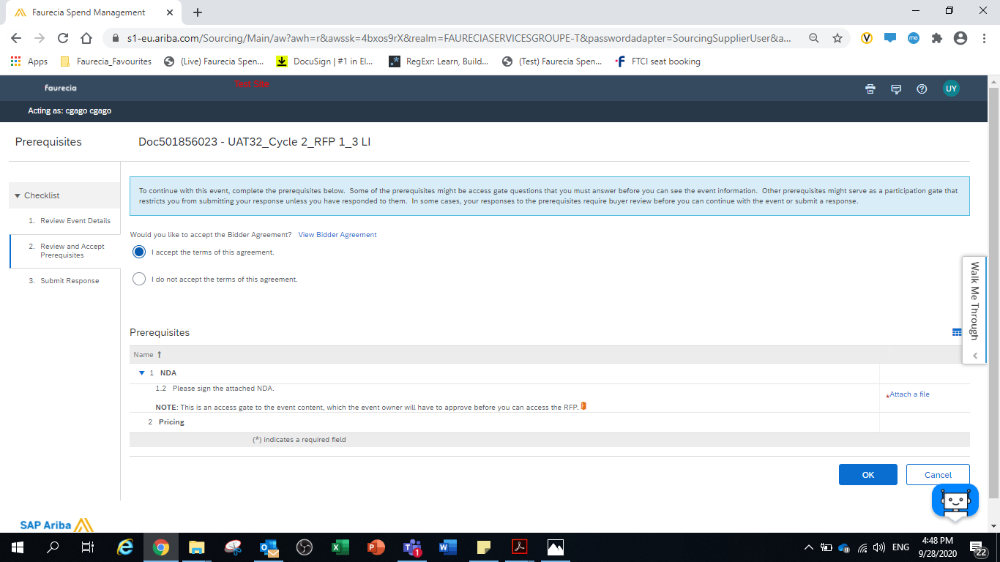 Faurecia Spend Management
s1-eu.ariba.com/Sourcing/Main/aw?awh=r&awssk=4bxos9rX&realm=FAURECIASERVICESGROUPE-T&passwordadapter=SourcingSupplierUser&a...
Apps
Faurecia_Favourites
(Live) Faurecia Spen...
DocuSign | #1 in El...
RegExr: Learn, Build...
(Test) Faurecia Spen...
FTCI seat booking
faurecia
Test Site
UY
Acting as: cgago cgago
Prerequisites
Doc501856023 - UAT32_Cycle 2_RFP 1_3 LI
Checklist
1. Review Event Details
2. Review and Accept
Prerequisites
3. Submit Response
To continue with this event, complete the prerequisites below. Some of the prerequisites might be access gate questions that you must answer before you can see the event information. Other prerequisites might serve as a participation gate that
restricts you from submitting your response unless you have responded to them. In some cases, your responses to the prerequisites require buyer review before you can continue with the event or submit a response.
Would you like to accept the Bidder Agreement? View Bidder Agreement
I accept the terms of this agreement.
I do not accept the terms of this agreement.
Walk Me Through
Prerequisites
Name ↑
1 NDA
1.2 Please sign the attached NDA.
NOTE: This is an access gate to the event content, which the event owner will have to approve before you can access the RFP.
*Attach a file
2 Pricing
(*) indicates a required field
OK
Cancel
SAP Ariba
ENG
4:48 PM
9/28/2020
22